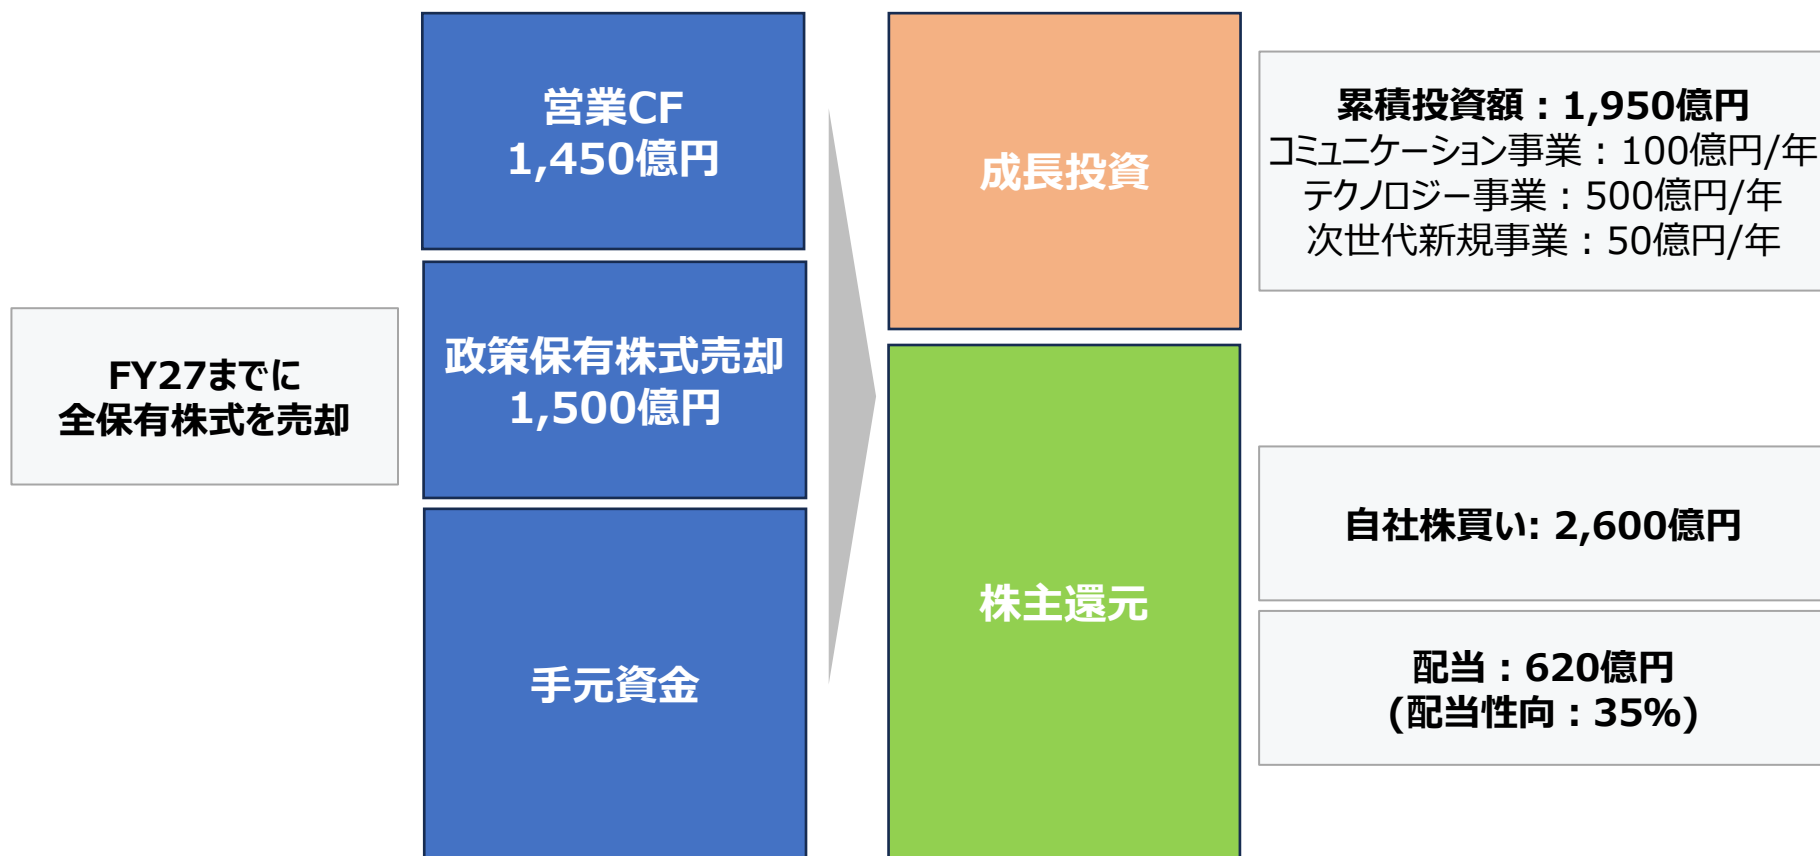 FY27までに
全保有株式を売却
営業CF
1,450億円
政策保有株式売却
1,500億円
手元資金
成長投資
株主還元
累積投資額：1,950億円
コミュニケーション事業：100億円/年
テクノロジー事業：500億円/年
次世代新規事業：50億円/年
自社株買い: 2,600億円
配当：620億円
(配当性向：35%)